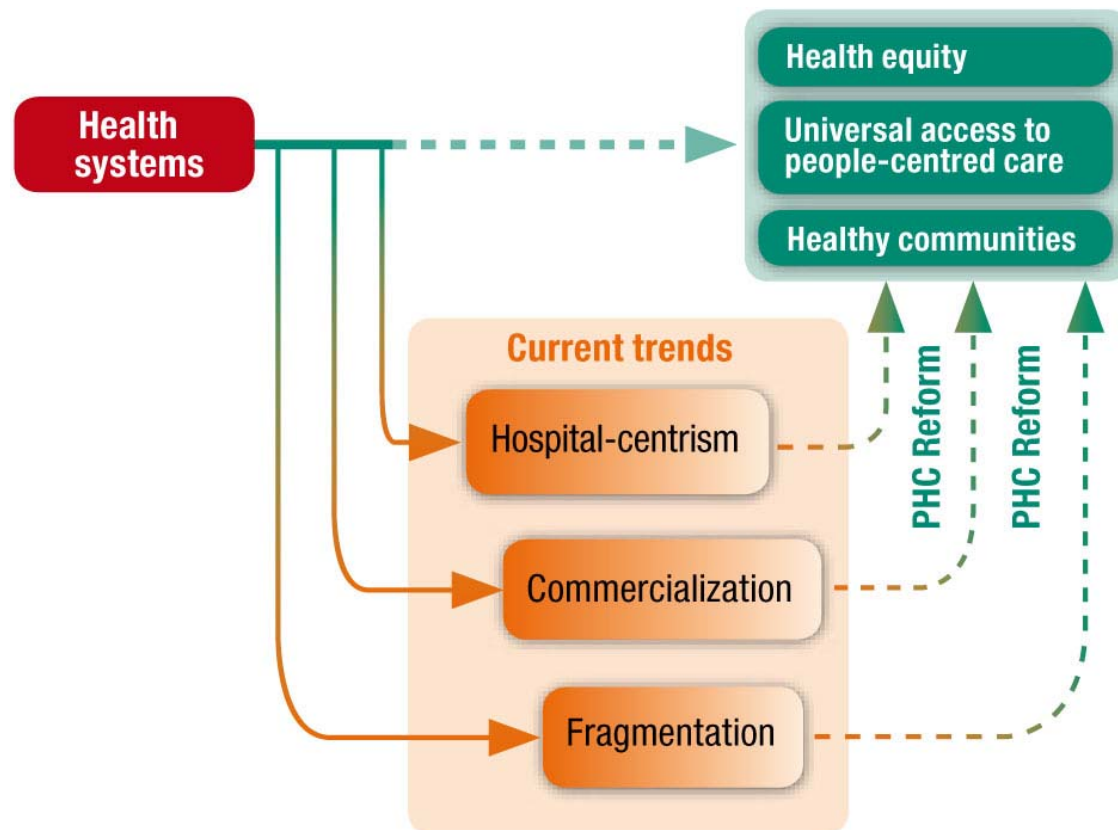 Health equity
Health
systems
Universal access to
people-centred care
Healthy communities
Current trends
Hospital-centrism
Commercialization
Fragmentation
PHC Reform
PHC Reform